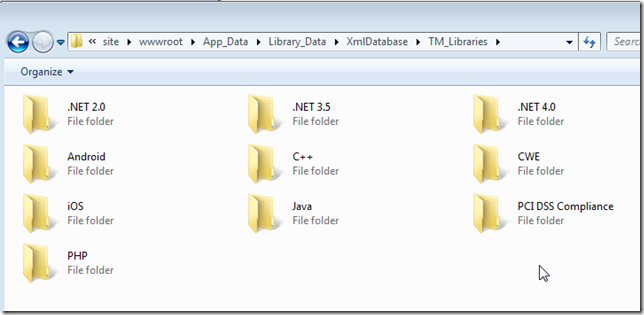 « site ▸ wwwroot ▸ App_Data ▸ Library_Data ▸ XmlDatabase ▸ TM_Libraries ▸ Searc
Organize
.NET 2.0 .NET 3.5 .NET 4.0
File folder File folder File folder
Android C++ CWE
File folder File folder File folder
iOS Java PCI DSS Compliance
File folder File folder File folder
PHP
File folder